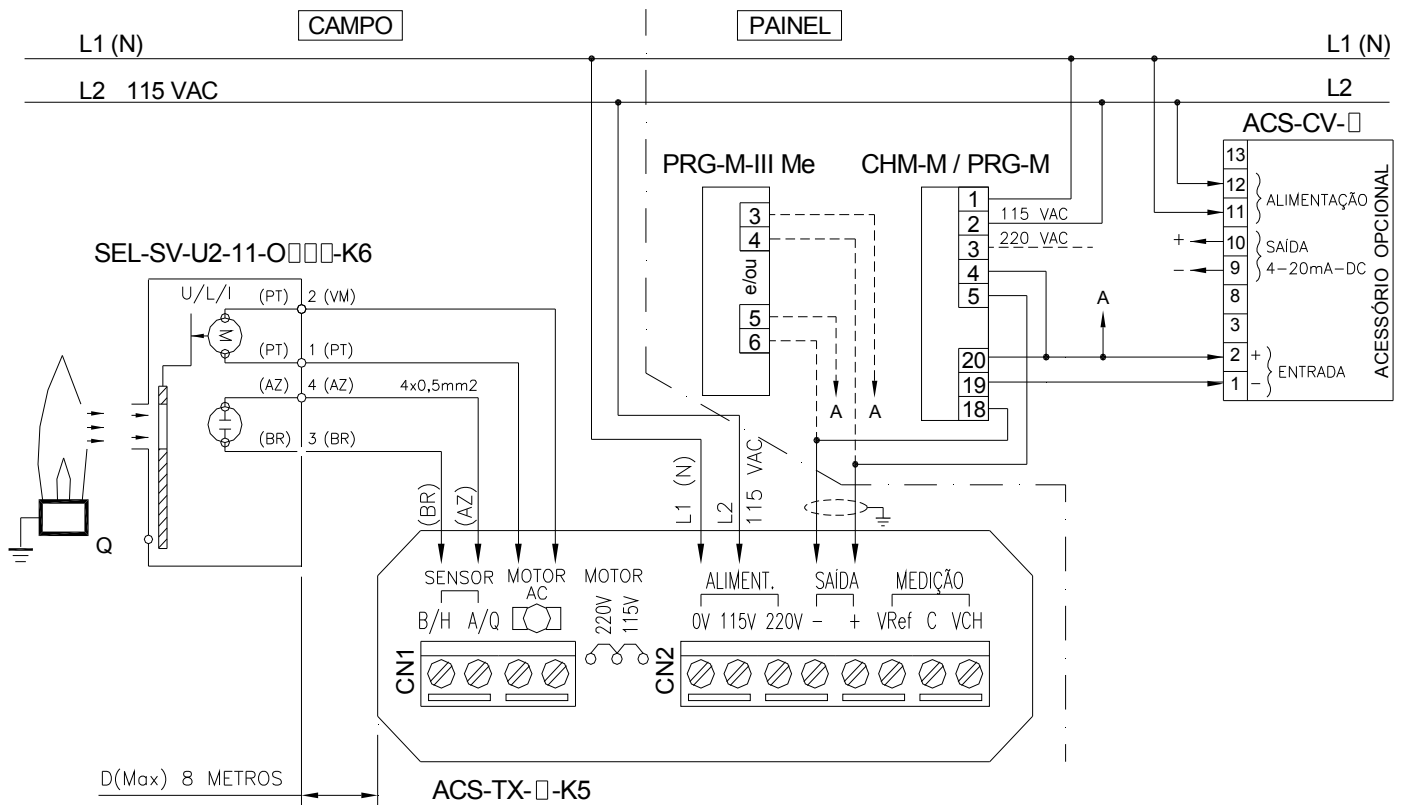 CAMPO
PAINEL
L1 (N)
L1 (N)
L2 115 VAC
L2
ACS-CV-□
PRG-M-III Me
CHM-M / PRG-M
13
12
11
10
9
8
3
2
1
ALIMENTAÇÃO
+
SAÍDA
-
4-20mA-DC
+
-
ENTRADA
ACESSÓRIO OPCIONAL
3
4
e/ou
5
6
A
A
1
2
3
4
5
20
19
18
115 VAC
220 VAC
A
SEL-SV-U2-11-O□□□-K6
U/L/I
(PT) 2 (VM)
M
(PT) 1 (PT)
(AZ) 4 (AZ)
4x0,5mm2
(BR) 3 (BR)
Q
(BR)
(AZ)
L1 (N)
L2
115 VAC
SENSOR
MOTOR
AC
MOTOR
ALIMENT.
SAÍDA
MEDIÇÃO
B/H A/Q
220V
115V
0V 115V 220V - + VRef C VCH
CN1
CN2
D(Max) 8 METROS
ACS-TX-□-K5